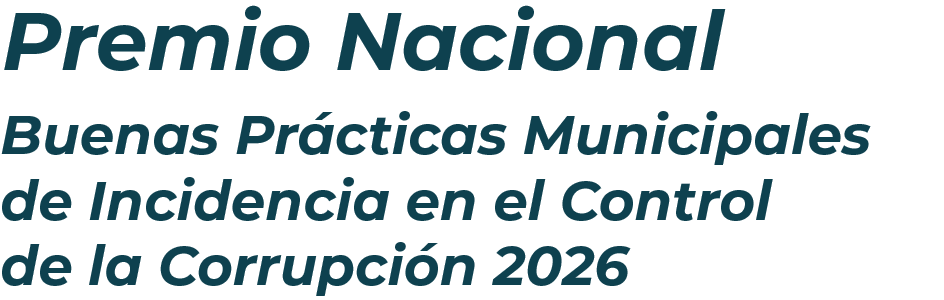 Premio Nacional
Buenas Prácticas Municipales
de Incidencia en el Control
de la Corrupción 2026